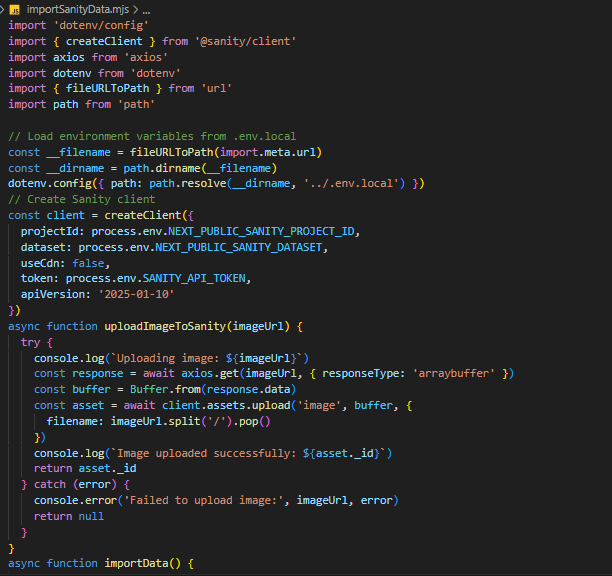 JS importSanityData.mjs > ...
import 'dotenv/config'
import { createClient } from '@sanity/client'
import axios from 'axios'
import dotenv from 'dotenv'
import { fileURLToPath } from 'url'
import path from 'path'
// Load environment variables from .env.local
const __filename = fileURLToPath(import.meta.url)
const __dirname = path.dirname(__filename)
dotenv.config({ path: path.resolve(__dirname, '../.env.local') })
// Create Sanity client
const client = createClient({
  projectId: process.env.NEXT_PUBLIC_SANITY_PROJECT_ID,
  dataset: process.env.NEXT_PUBLIC_SANITY_DATASET,
  useCdn: false,
  token: process.env.SANITY_API_TOKEN,
  apiVersion: '2025-01-10'
})
async function uploadImageToSanity(imageUrl) {
  try {
    console.log(`Uploading image: ${imageUrl}`)
    const response = await axios.get(imageUrl, { responseType: 'arraybuffer' })
    const buffer = Buffer.from(response.data)
    const asset = await client.assets.upload('image', buffer, {
      filename: imageUrl.split('/').pop()
    })
    console.log(`Image uploaded successfully: ${asset._id}`)
    return asset._id
  } catch (error) {
    console.error('Failed to upload image:', imageUrl, error)
    return null
  }
}
async function importData() {